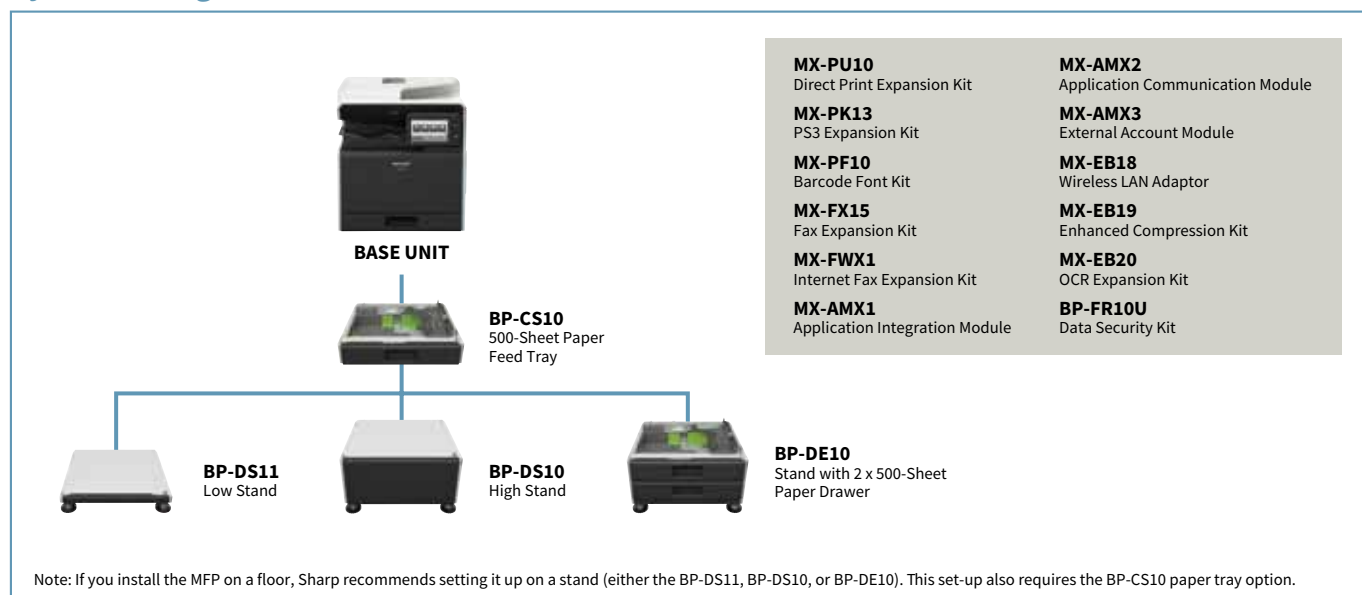 BASE UNIT
BP-CS10
500-Sheet Paper
Feed Tray
BP-DS11
Low Stand
BP-DS10
High Stand
BP-DE10
Stand with 2 x 500-Sheet
Paper Drawer
MX-PU10
Direct Print Expansion Kit
MX-PK13
PS3 Expansion Kit
MX-PF10
Barcode Font Kit
MX-FX15
Fax Expansion Kit
MX-FWX1
Internet Fax Expansion Kit
MX-AMX1
Application Integration Module
MX-AMX2
Application Communication Module
MX-AMX3
External Account Module
MX-EB18
Wireless LAN Adaptor
MX-EB19
Enhanced Compression Kit
MX-EB20
OCR Expansion Kit
BP-FR10U
Data Security Kit
Note: If you install the MFP on a floor, Sharp recommends setting it up on a stand (either the BP-DS11, BP-DS10, or BP-DE10). This set-up also requires the BP-CS10 paper tray option.